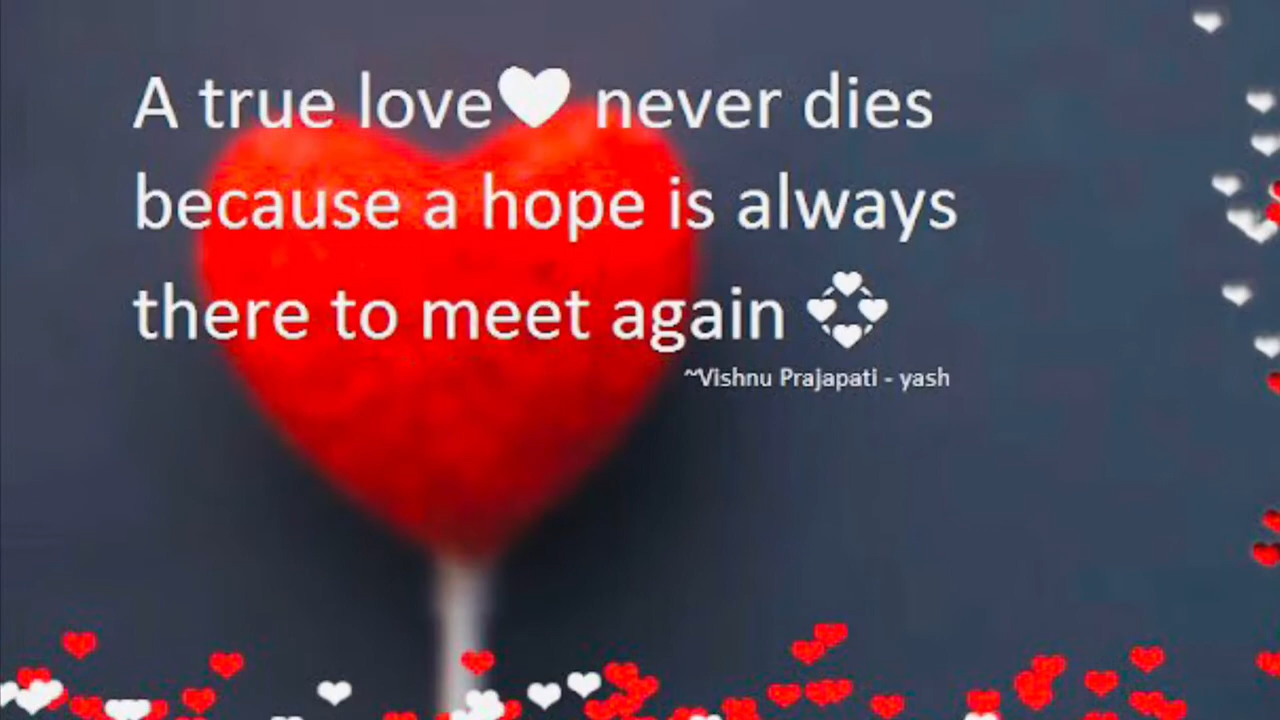 A true love🤍 never dies
because a hope is always
there to meet again 💞
~Vishnu Prajapati - yash